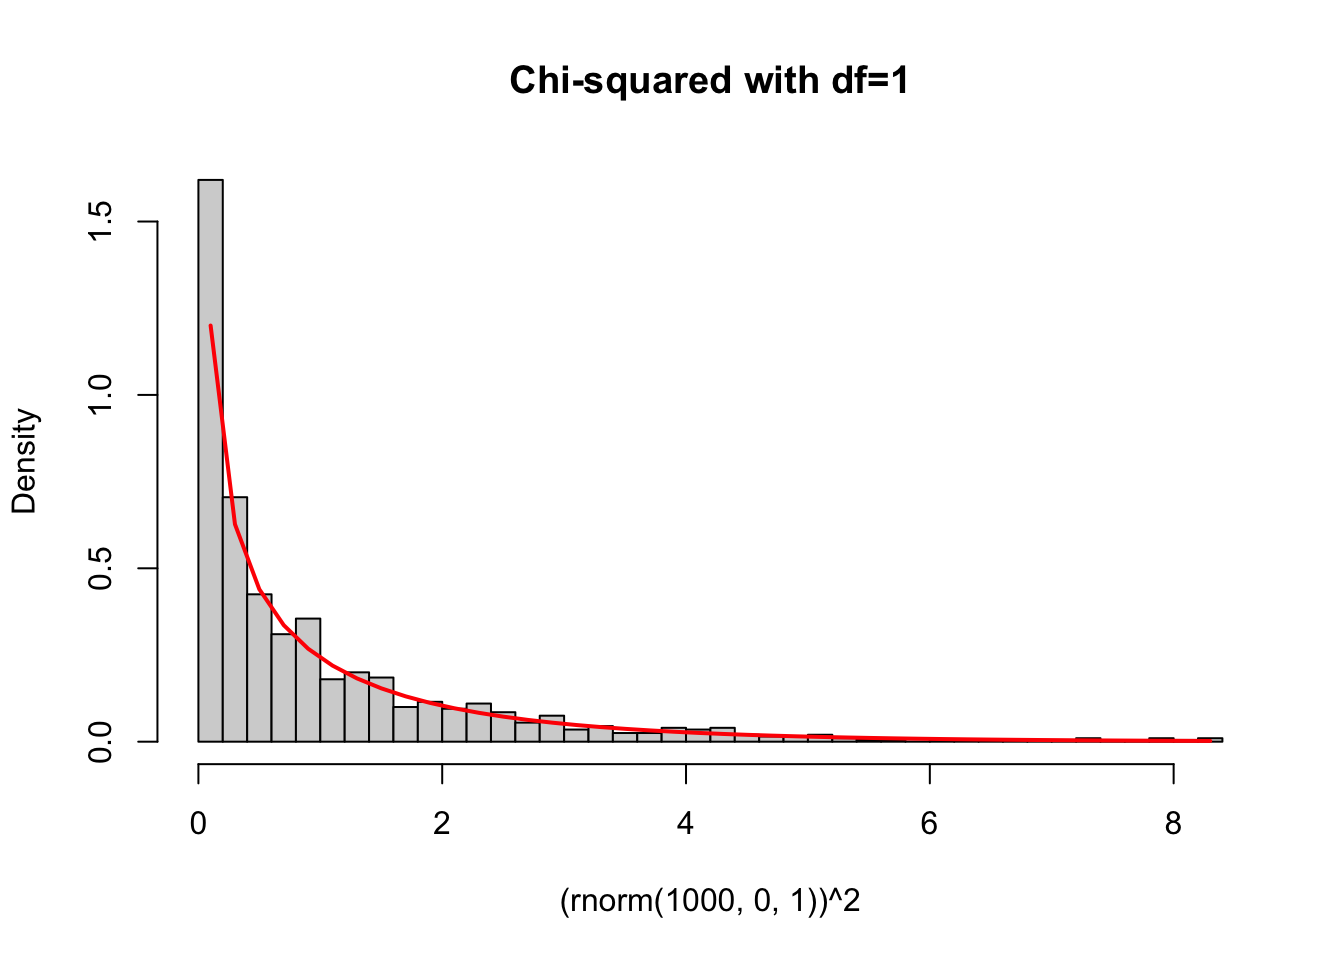 Chi-squared with df=1
Density
1.5
1.0
0.5
0.0
0 2 4 6 8
(rnorm(1000, 0, 1))^2